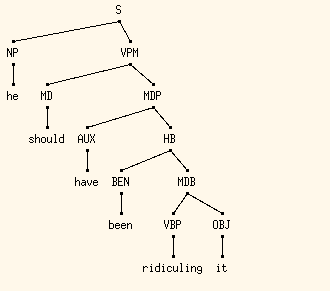 S
NP VPM
he MD MDP
should AUX HB
have BEN MDB
been VBP OBJ
ridiculing it